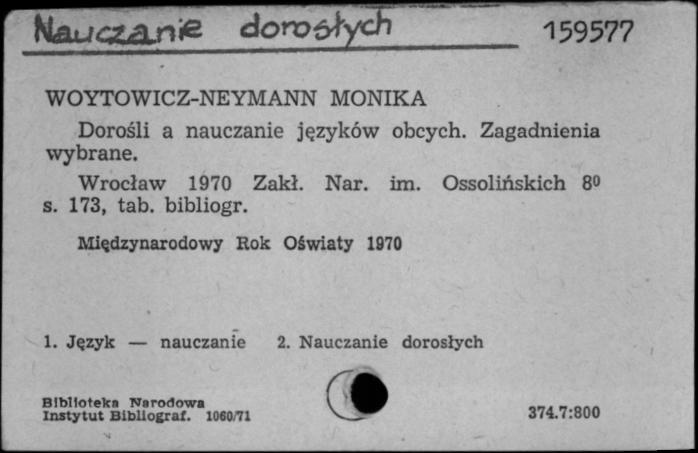 Nauczanie dorosłych 159577
WOYTOWICZ-NEYMANN MONIKA
Dorośli a nauczanie języków obcych. Zagadnienia
wybrane.
Wrocław 1970 Zakł. Nar. im. Ossolińskich 8⁰
s. 173, tab. bibliogr.
Międzynarodowy Rok Oświaty 1970
1. Język — nauczanie 2. Nauczanie dorosłych
Biblioteka Narodowa
Instytut Bibliograf. 1060/71 374.7:800